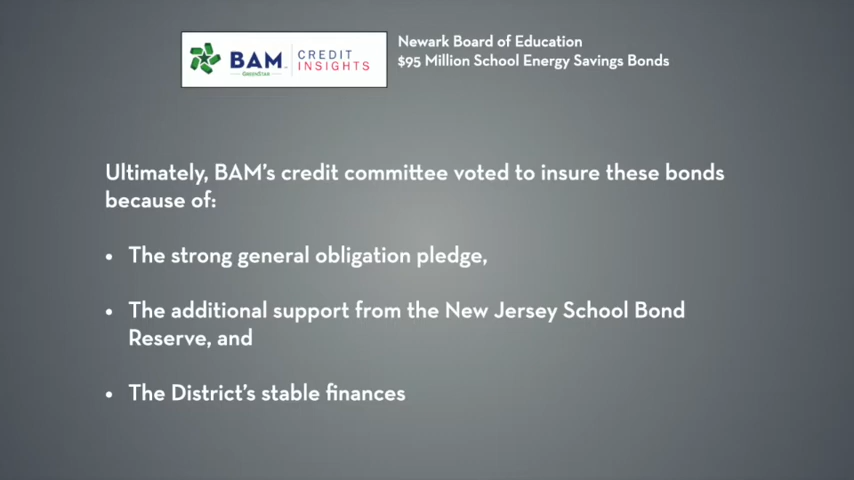 BAM
GREENSTAR
CREDIT
INSIGHTS
Newark Board of Education
$95 Million School Energy Savings Bonds
Ultimately, BAM's credit committee voted to insure these bonds
because of:
• The strong general obligation pledge,
• The additional support from the New Jersey School Bond
Reserve, and
• The District's stable finances